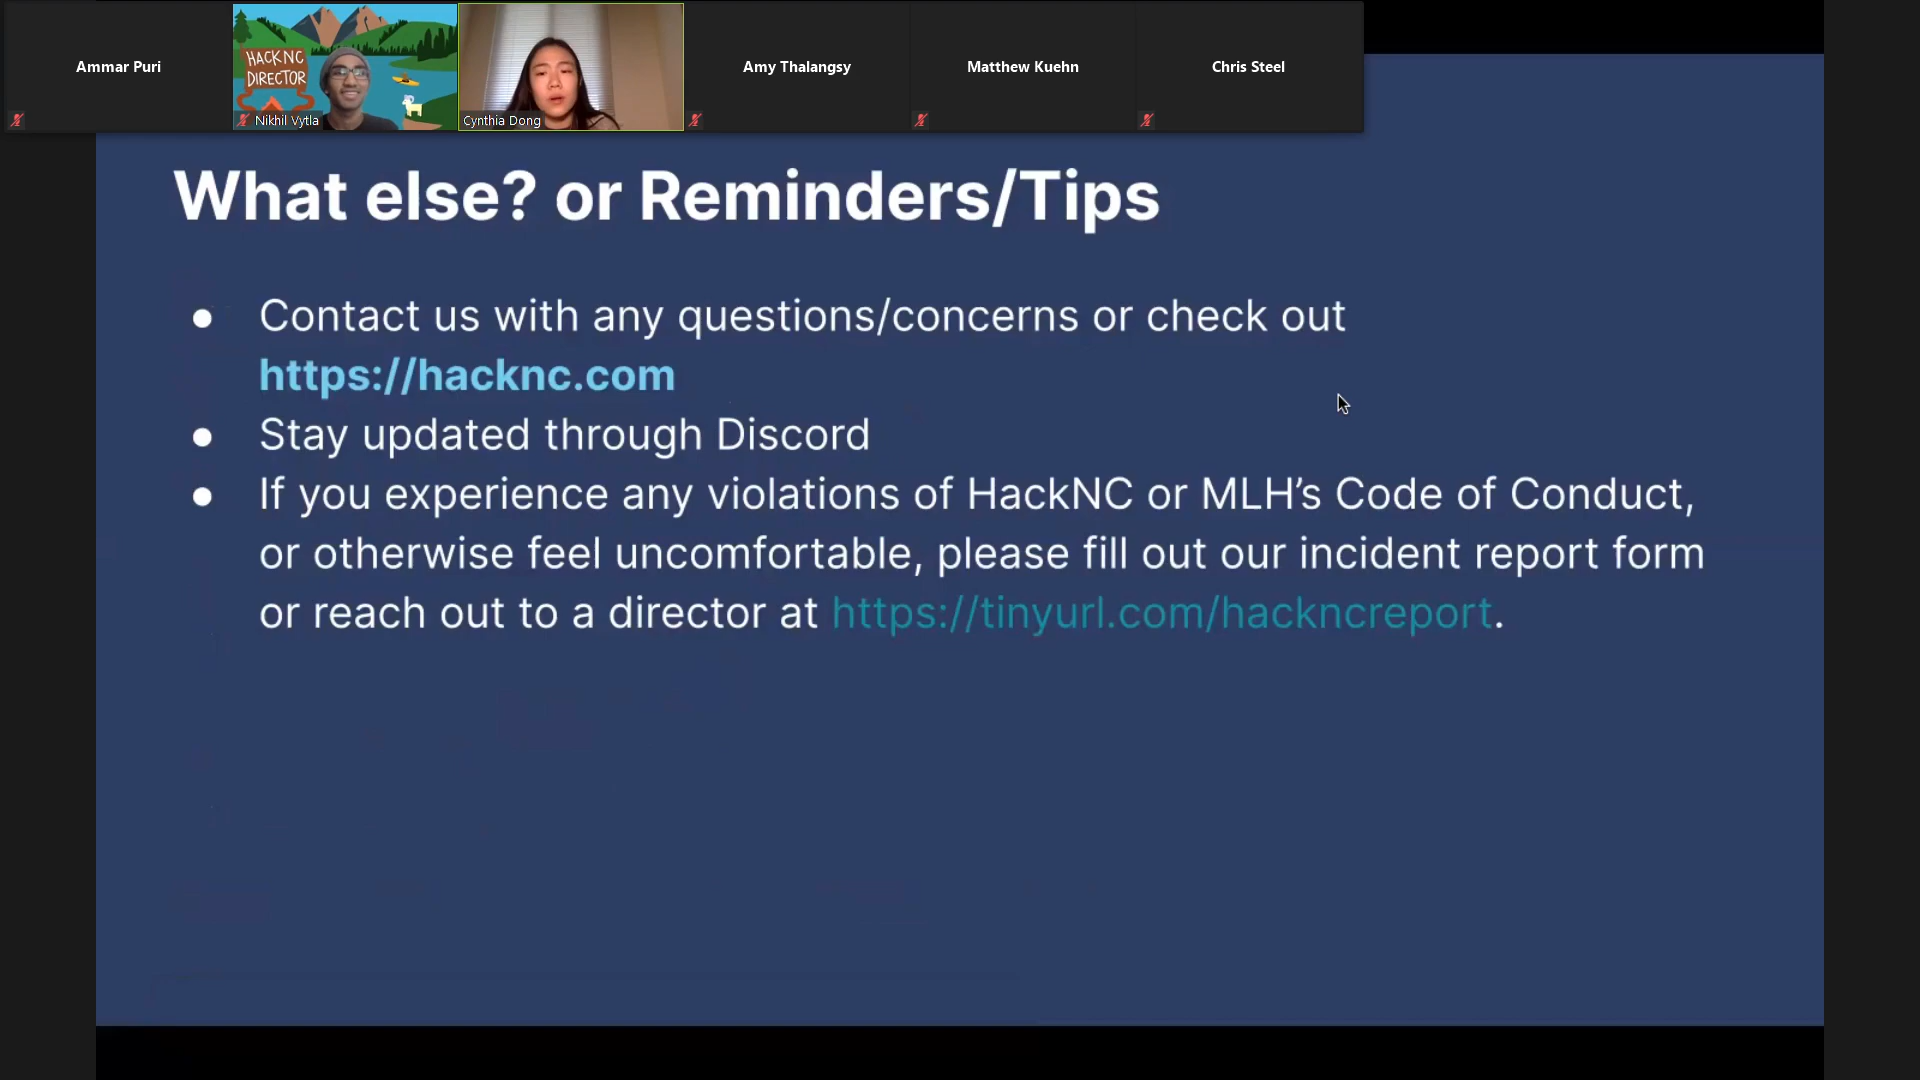 Ammar Puri
HACK NC
DIRECTOR
Nikhil Vytla
Cynthia Dong
Amy Thalangsy
Matthew Kuehn
Chris Steel
What else? or Reminders/Tips
● Contact us with any questions/concerns or check out
https://hacknc.com
● Stay updated through Discord
● If you experience any violations of HackNC or MLH’s Code of Conduct,
or otherwise feel uncomfortable, please fill out our incident report form
or reach out to a director at https://tinyurl.com/hackncreport.